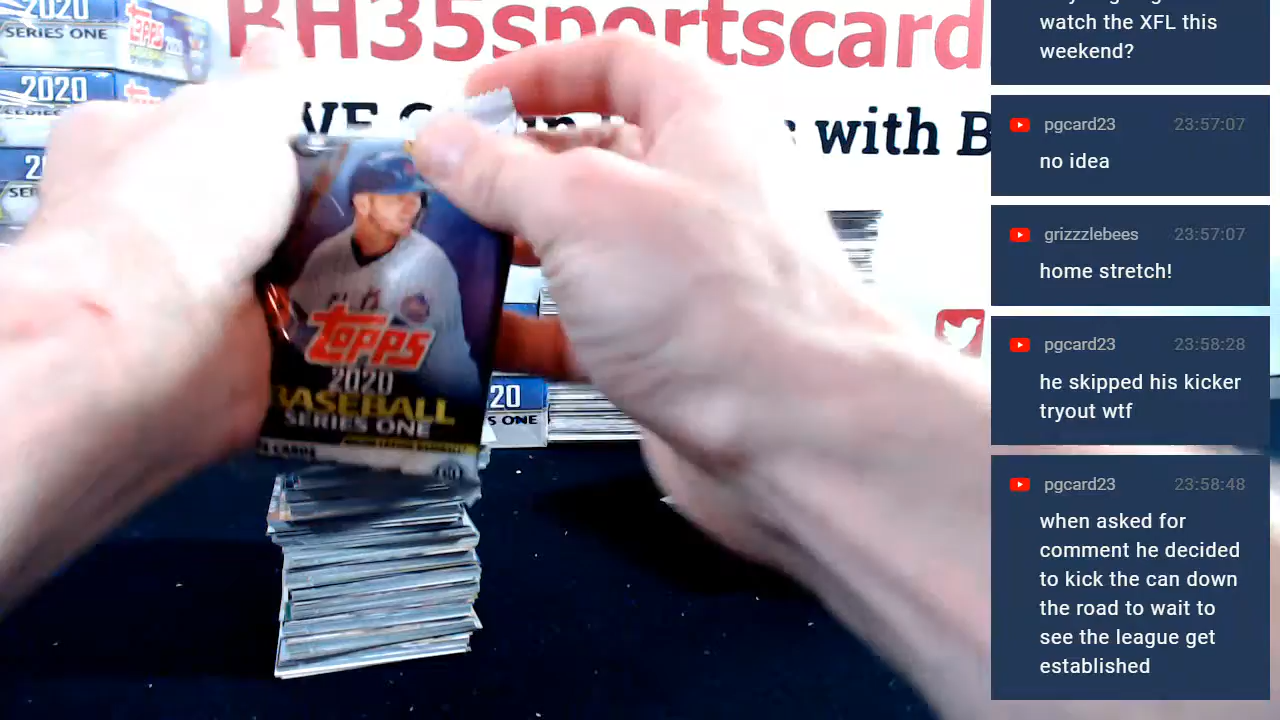 2020
SERIES ONE
topps
2020
BH35sportscard
with B
2020
topps
2020
BASEBALL
SERIES ONE
20
S ONE
watch the XFL this
weekend?
pgcard23 23:57:07
no idea
grizzzlebees 23:57:07
home stretch!
pgcard23 23:58:28
he skipped his kicker
tryout wtf
pgcard23 23:58:48
when asked for
comment he decided
to kick the can down
the road to wait to
see the league get
established